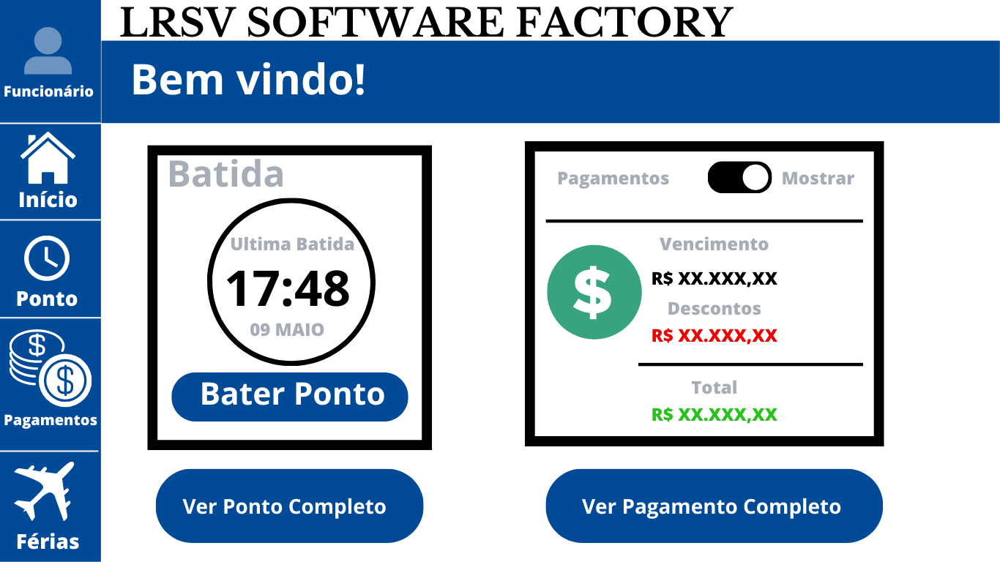 LRSV SOFTWARE FACTORY
Bem vindo!
Funcionário
Início
Ponto
Pagamentos
Férias
Batida
Ultima Batida
17:48
09 MAIO
Bater Ponto
Ver Ponto Completo
Pagamentos Mostrar
$
Vencimento
R$ XX.XXX,XX
Descontos
R$ XX.XXX,XX
Total
R$ XX.XXX,XX
Ver Pagamento Completo